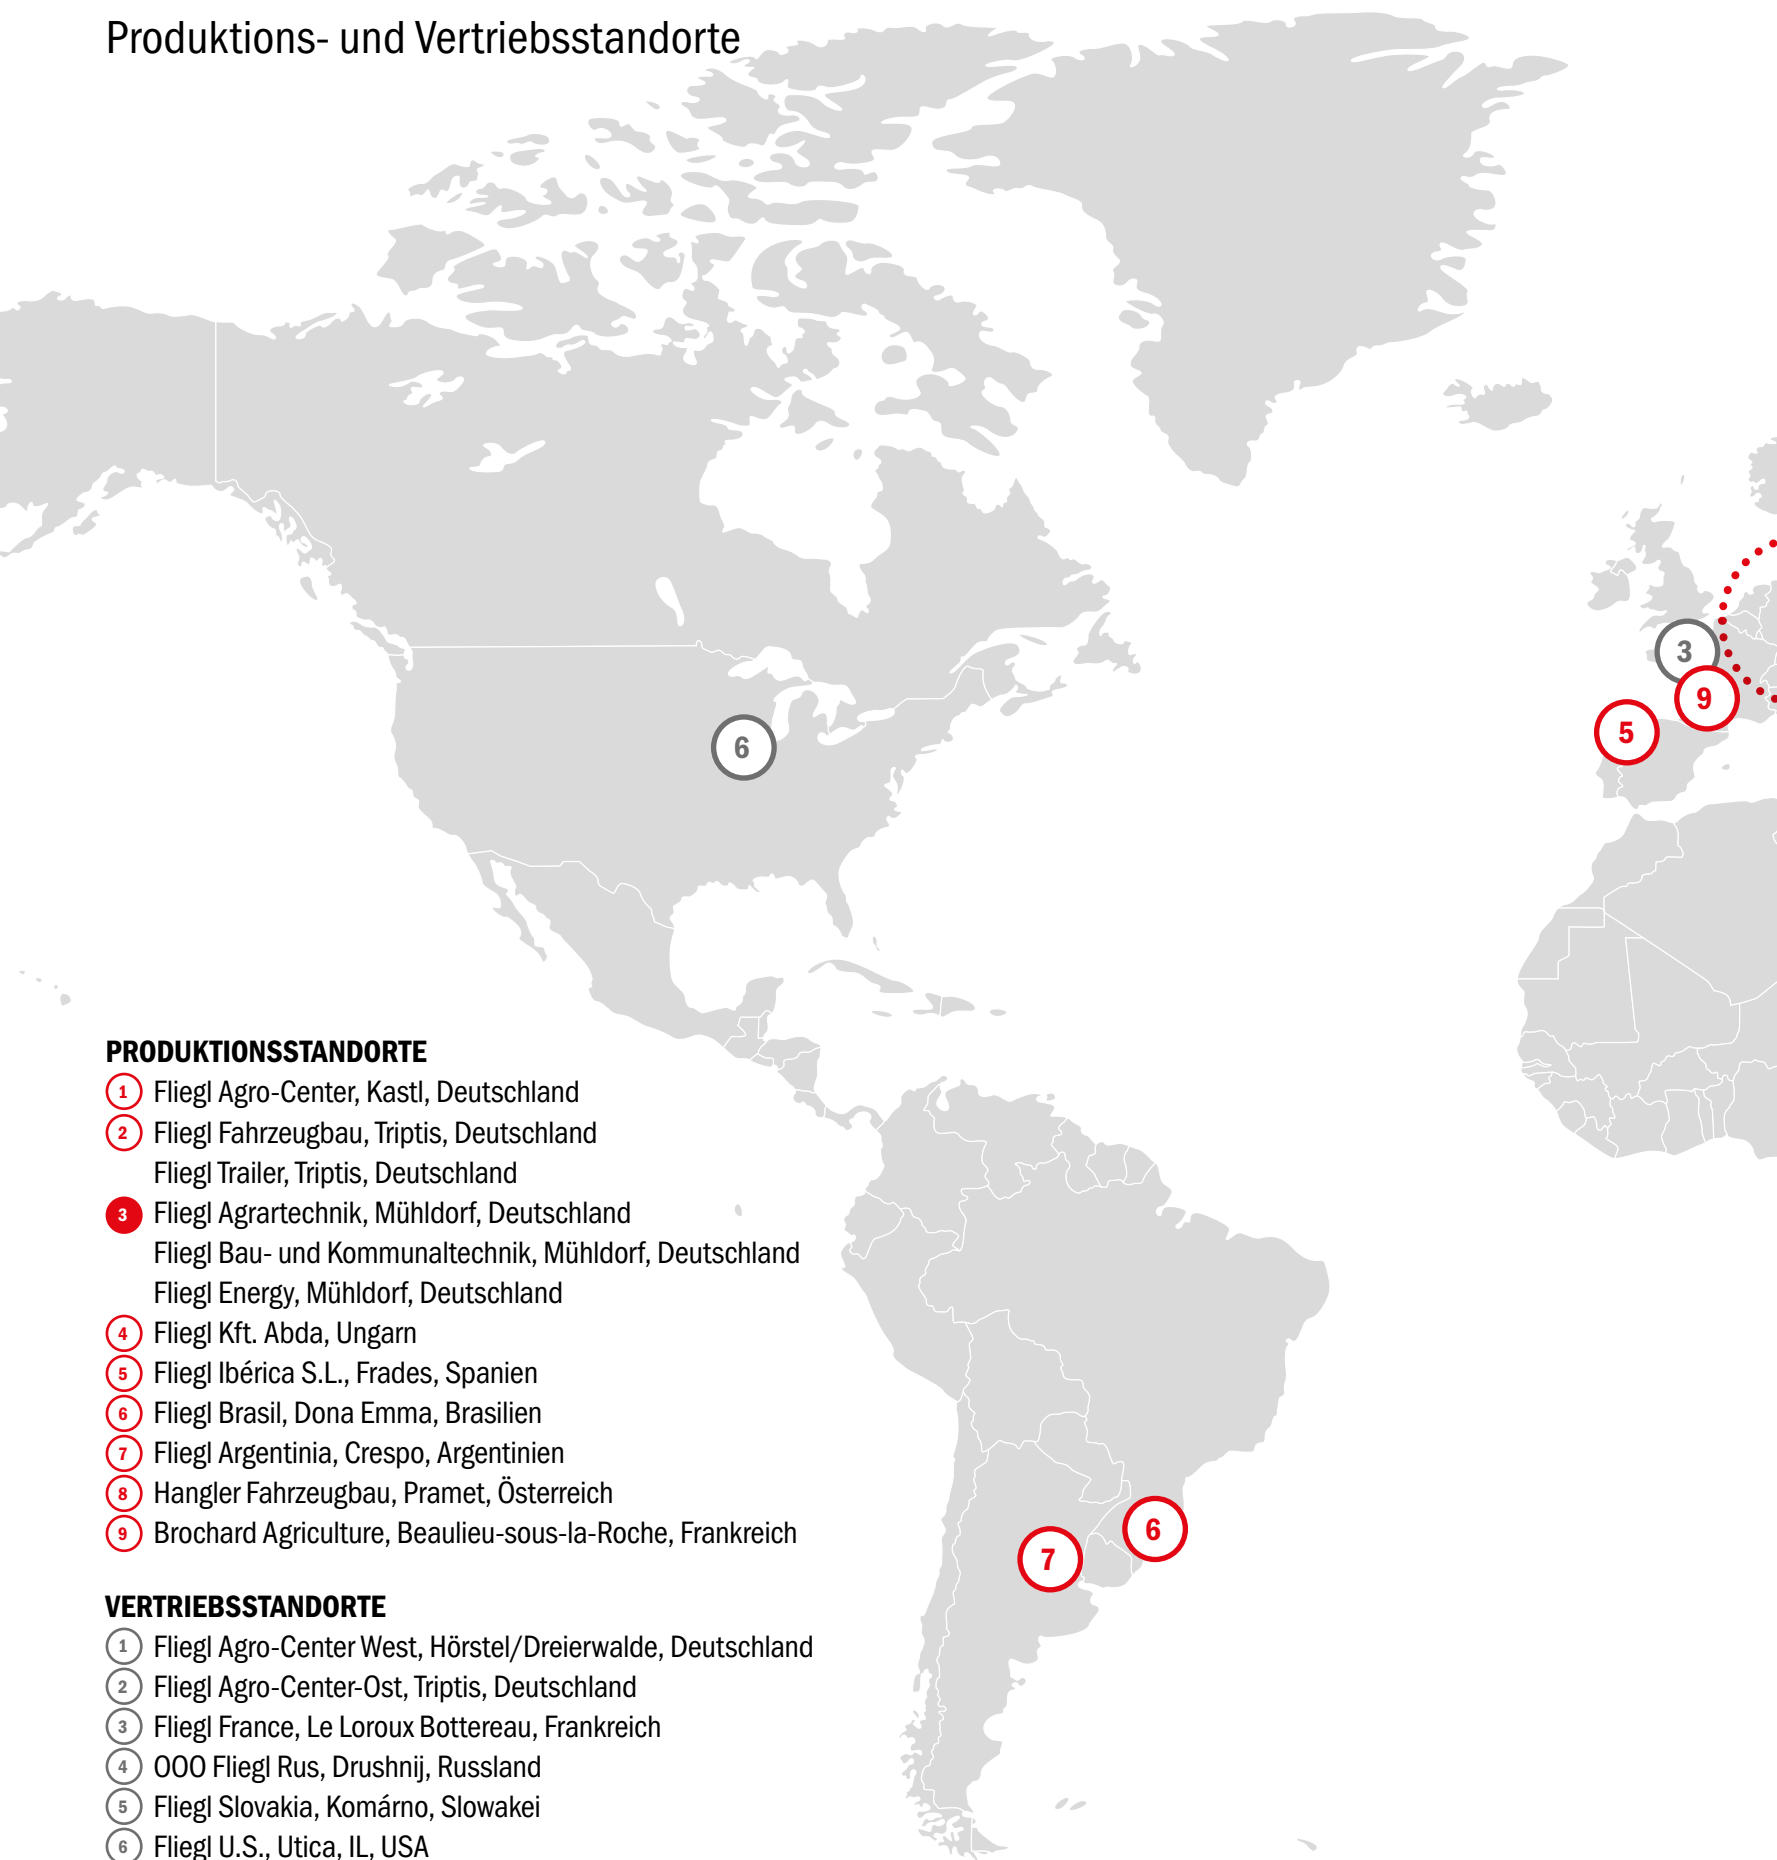 Produktions- und Vertriebsstandorte
3
9
5
6
PRODUKTIONSSTANDORTE
1 Fliegl Agro-Center, Kastl, Deutschland
2 Fliegl Fahrzeugbau, Triptis, Deutschland
Fliegl Trailer, Triptis, Deutschland
3 Fliegl Agrartechnik, Mühldorf, Deutschland
Fliegl Bau- und Kommunaltechnik, Mühldorf, Deutschland
Fliegl Energy, Mühldorf, Deutschland
4 Fliegl Kft. Abda, Ungarn
5 Fliegl Ibérica S.L., Frades, Spanien
6 Fliegl Brasil, Dona Emma, Brasilien
7 Fliegl Argentinia, Crespo, Argentinien
8 Hangler Fahrzeugbau, Pramet, Österreich
9 Brochard Agriculture, Beaulieu-sous-la-Roche, Frankreich
6
7
VERTRIEBSSTANDORTE
1 Fliegl Agro-Center West, Hörstel/Dreierwalde, Deutschland
2 Fliegl Agro-Center-Ost, Triptis, Deutschland
3 Fliegl France, Le Loroux Bottereau, Frankreich
4 OOO Fliegl Rus, Drushnij, Russland
5 Fliegl Slovakia, Komárno, Slowakei
6 Fliegl U.S., Utica, IL, USA